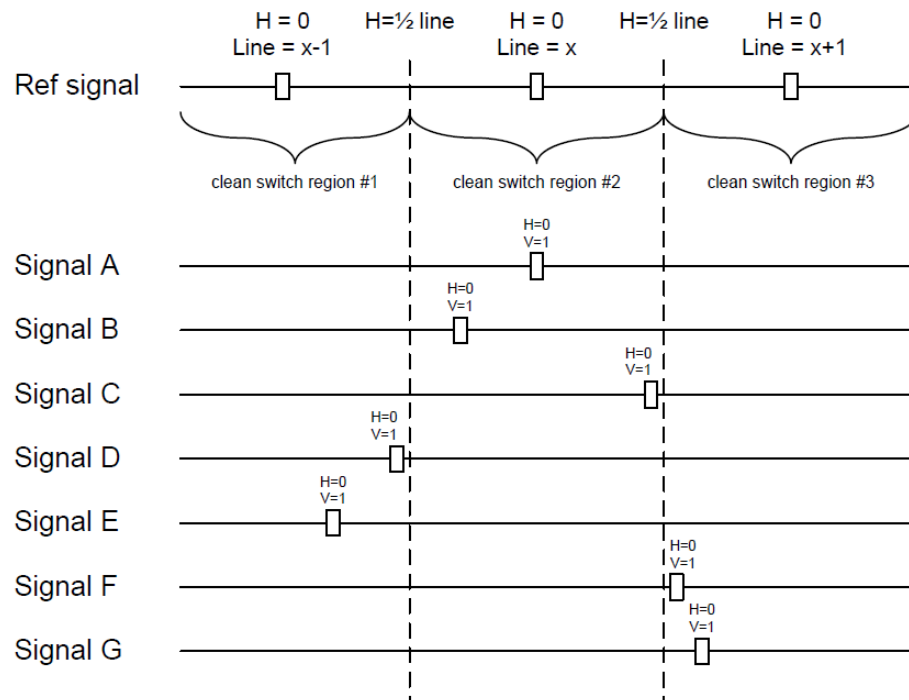 H = 0 H=½ line H = 0 H=½ line H = 0
Line = x-1 Line = x Line = x+1
Ref signal
clean switch region #1 clean switch region #2 clean switch region #3
H=0
V=1
Signal A
H=0
V=1
Signal B
H=0
V=1
Signal C
H=0
V=1
Signal D
H=0
V=1
Signal E
H=0
V=1
Signal F
H=0
V=1
Signal G